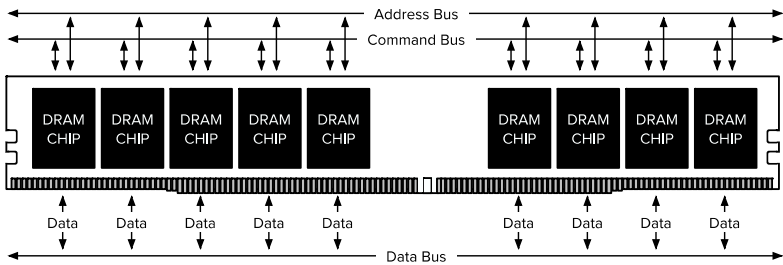 Address Bus
Command Bus
DRAM DRAM DRAM DRAM DRAM DRAM DRAM DRAM DRAM
CHIP CHIP CHIP CHIP CHIP CHIP CHIP CHIP CHIP
Data Data Data Data Data Data Data Data Data
Data Bus